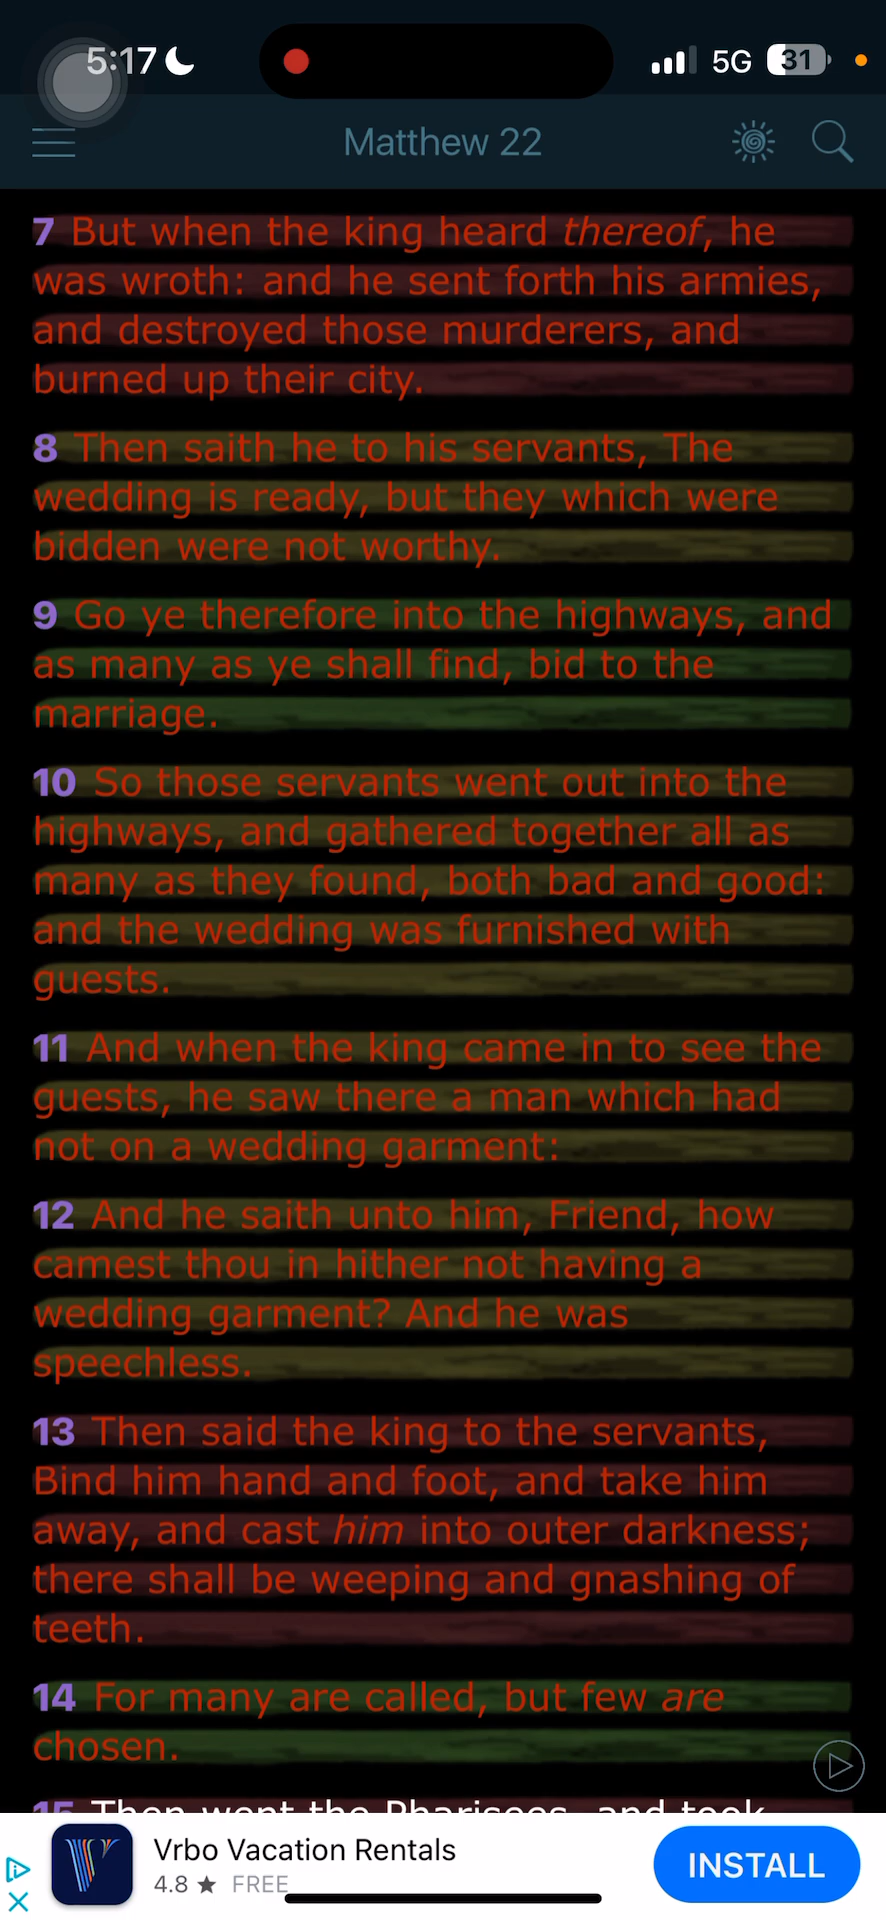 5:17
5G
31
Matthew 22
7 But when the king heard thereof, he
was wroth: and he sent forth his armies,
and destroyed those murderers, and
burned up their city.
8 Then saith he to his servants, The
wedding is ready, but they which were
bidden were not worthy.
9 Go ye therefore into the highways, and
as many as ye shall find, bid to the
marriage.
10 So those servants went out into the
highways, and gathered together all as
many as they found, both bad and good:
and the wedding was furnished with
guests.
11 And when the king came in to see the
guests, he saw there a man which had
not on a wedding garment:
12 And he saith unto him, Friend, how
camest thou in hither not having a
wedding garment? And he was
speechless.
13 Then said the king to the servants,
Bind him hand and foot, and take him
away, and cast him into outer darkness;
there shall be weeping and gnashing of
teeth.
14 For many are called, but few are
chosen.
15 Then went the Pharisees, and took
Vrbo Vacation Rentals
4.8 ★ FREE
INSTALL